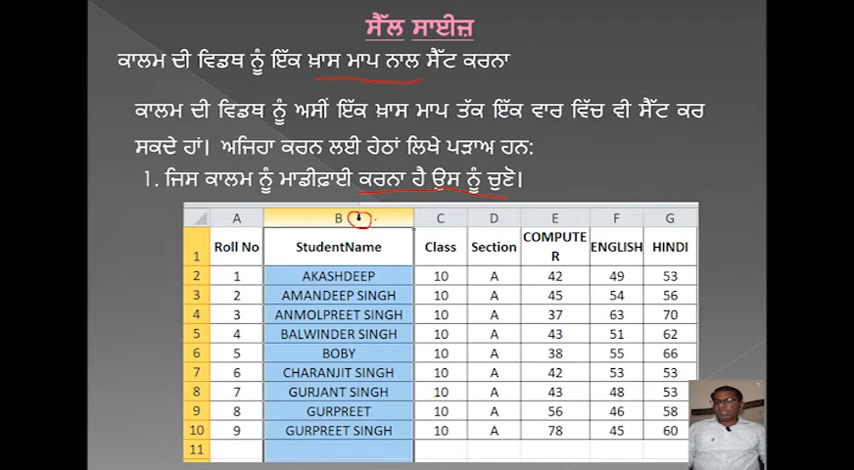 ਸੈੱਲ ਸਾਈਜ਼
ਕਾਲਮ ਦੀ ਵਿਡਥ ਨੂੰ ਇੱਕ ਖ਼ਾਸ ਮਾਪ ਨਾਲ ਸੈੱਟ ਕਰਨਾ
ਕਾਲਮ ਦੀ ਵਿਡਥ ਨੂੰ ਅਸੀਂ ਇੱਕ ਖ਼ਾਸ ਮਾਪ ਤੱਕ ਇੱਕ ਵਾਰ ਵਿੱਚ ਵੀ ਸੈੱਟ ਕਰ
ਸਕਦੇ ਹਾਂ। ਅਜਿਹਾ ਕਰਨ ਲਈ ਹੇਠਾਂ ਲਿਖੇ ਪੜਾਅ ਹਨ:
1. ਜਿਸ ਕਾਲਮ ਨੂੰ ਮਾਡੀਫ਼ਾਈ ਕਰਨਾ ਹੈ ਉਸ ਨੂੰ ਚੁਣੋ।
A B C D E F G
1 Roll No StudentName Class Section COMPUTE ENGLISH HINDI
R
2 1 AKASHDEEP 10 A 42 49 53
3 2 AMANDEEP SINGH 10 A 45 54 56
4 3 ANMOLPREET SINGH 10 A 37 63 70
5 4 BALWINDER SINGH 10 A 43 51 62
6 5 BOBY 10 A 38 55 66
7 6 CHARANJIT SINGH 10 A 42 53 53
8 7 GURJANT SINGH 10 A 43 48 53
9 8 GURPREET 10 A 56 46 58
10 9 GURPREET SINGH 10 A 78 45 60
11